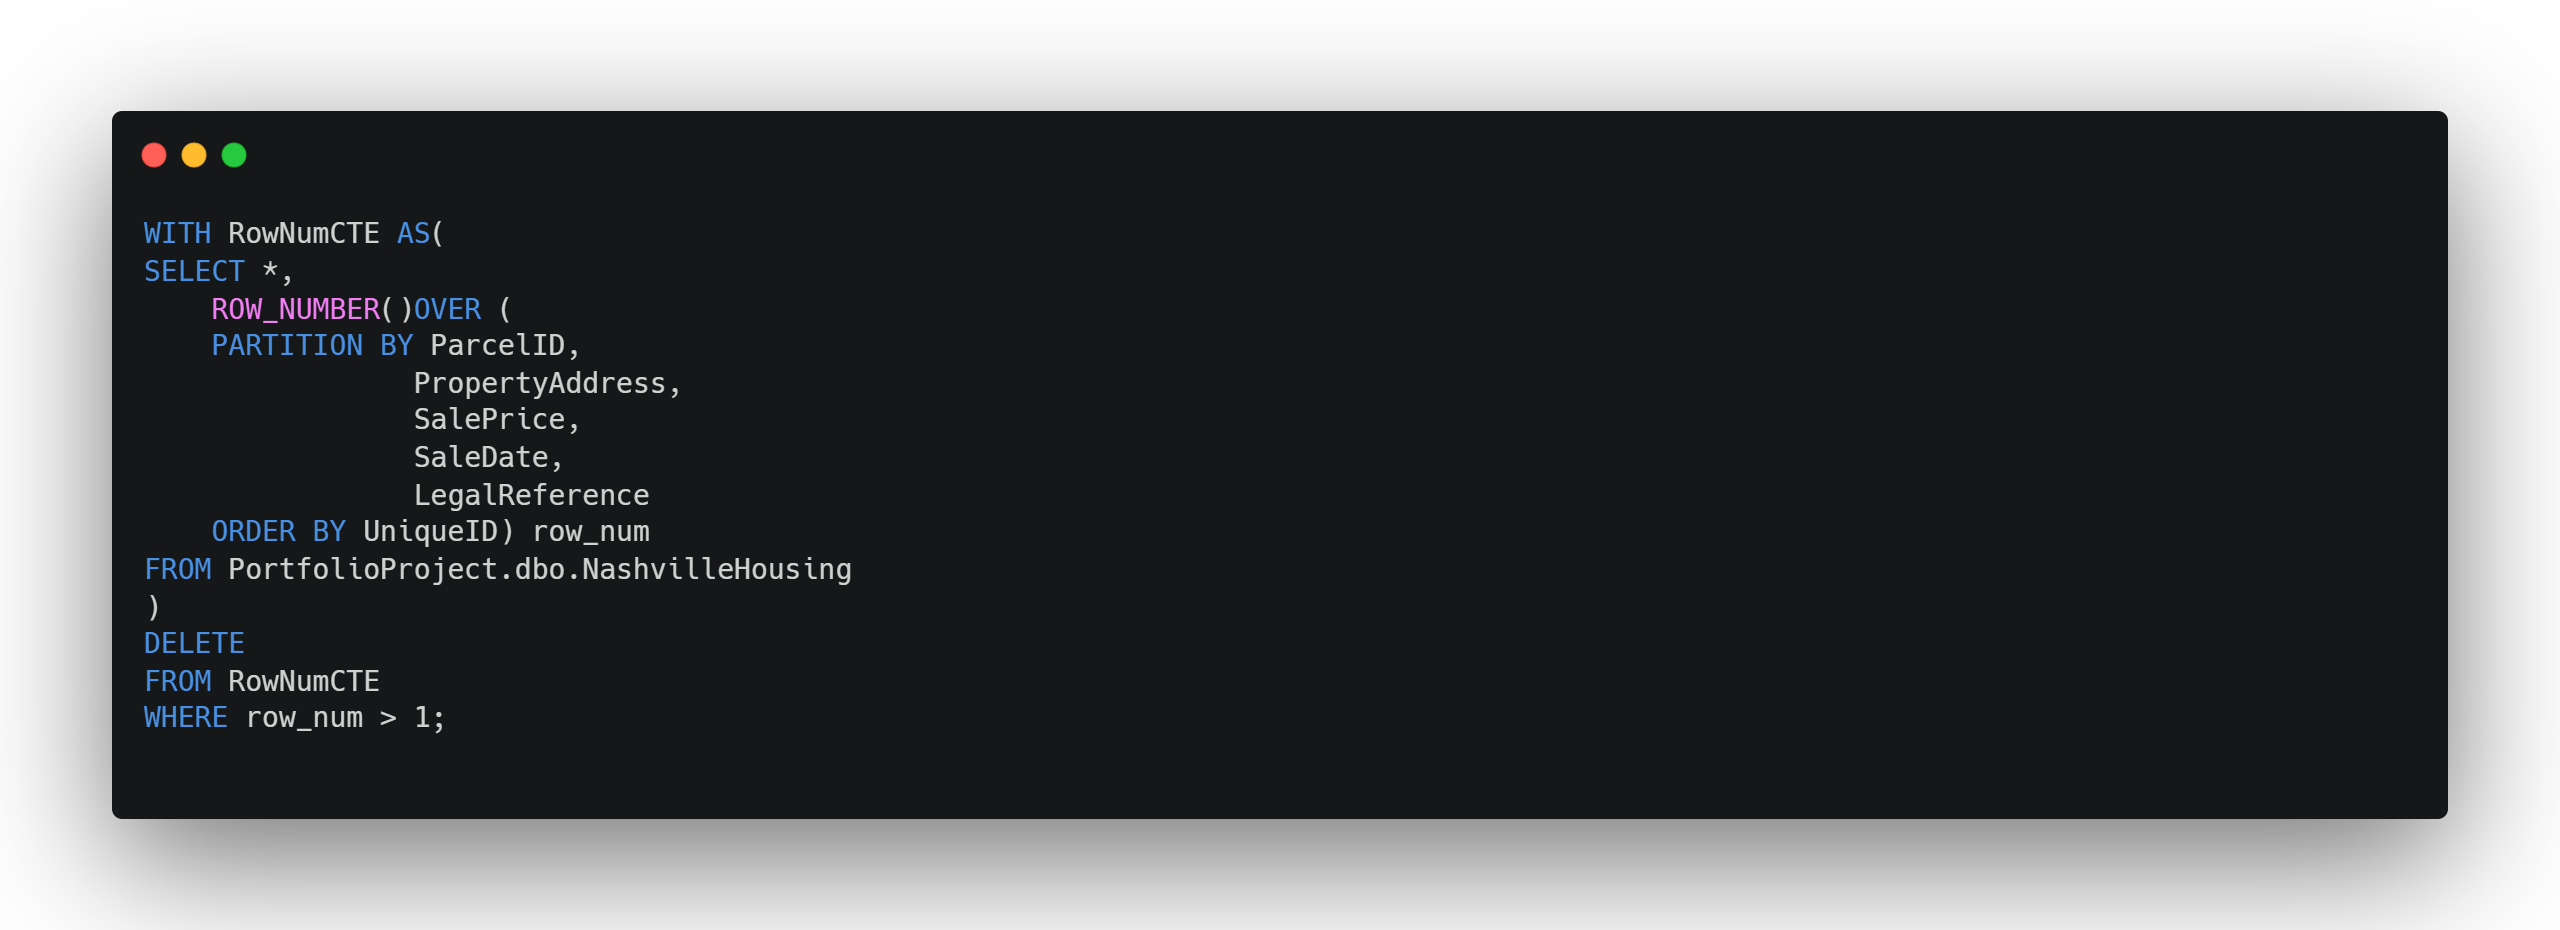 WITH RowNumCTE AS(
SELECT *,
    ROW_NUMBER()OVER (
    PARTITION BY ParcelID,
                PropertyAddress,
                SalePrice,
                SaleDate,
                LegalReference
    ORDER BY UniqueID) row_num
FROM PortfolioProject.dbo.NashvilleHousing
)
DELETE
FROM RowNumCTE
WHERE row_num > 1;